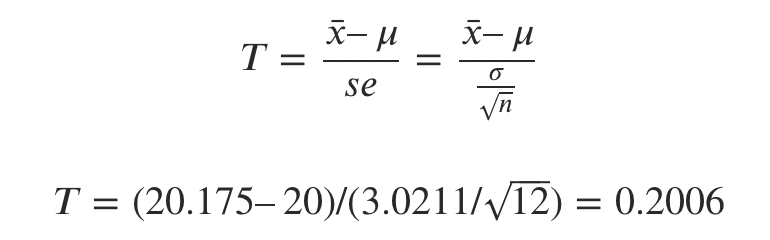 T = (x̄– μ)/se = (x̄– μ)/(σ/√n)
T = (20.175– 20)/(3.0211/√12) = 0.2006